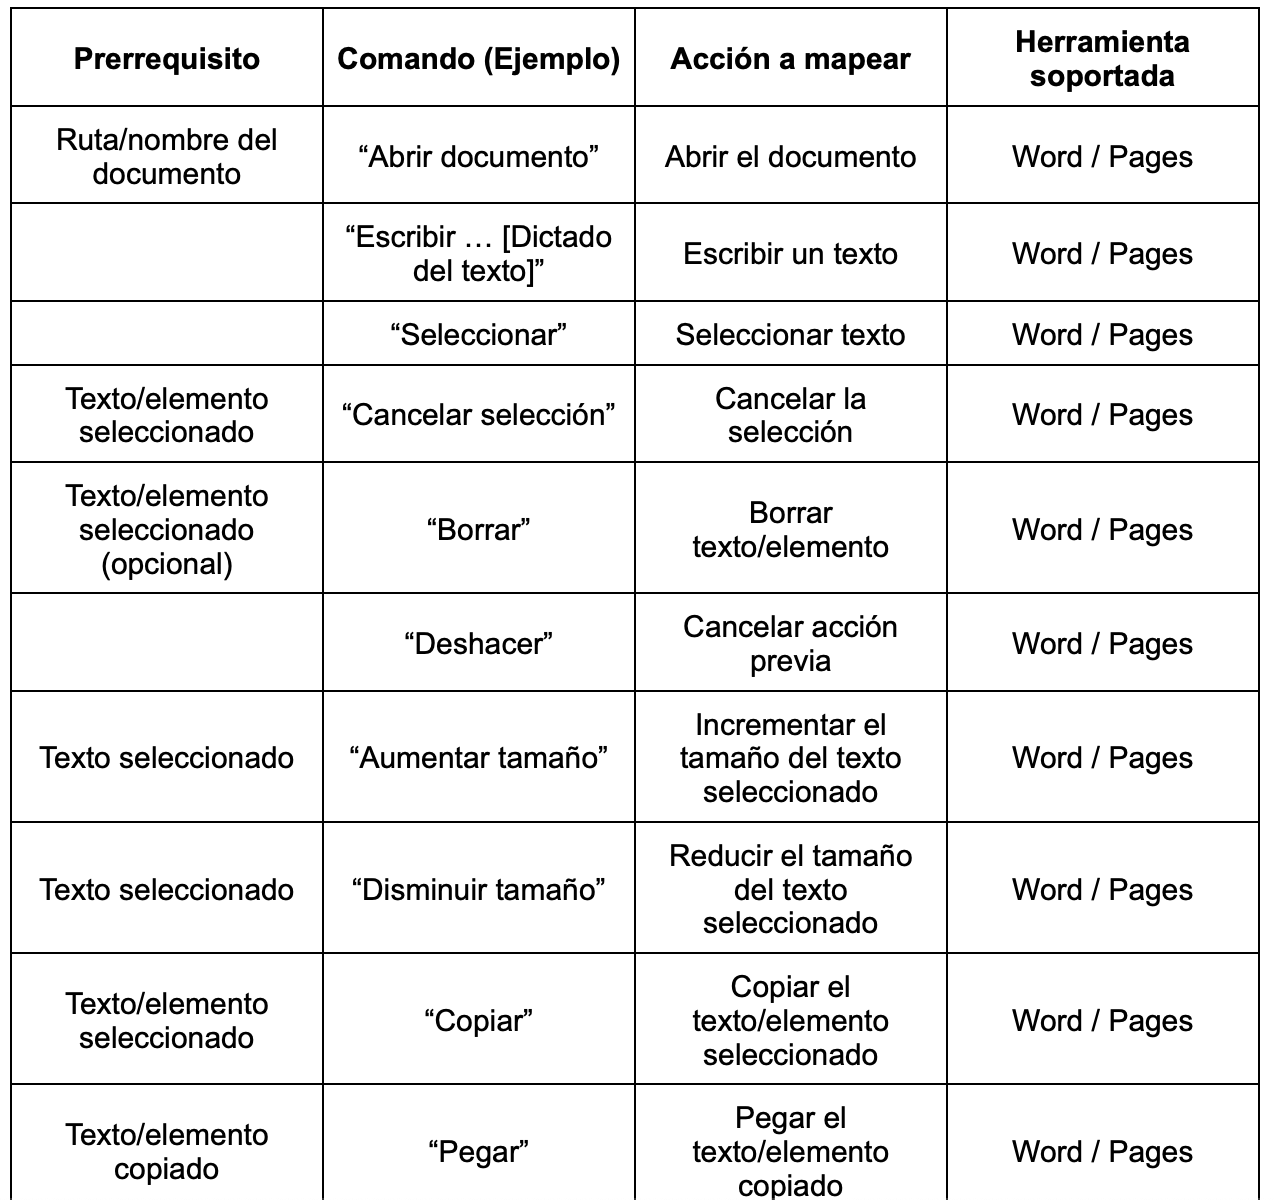 Prerrequisito
Comando (Ejemplo)
Acción a mapear
Herramienta
soportada
Ruta/nombre del
documento
“Abrir documento”
Abrir el documento
Word / Pages
“Escribir … [Dictado
del texto]”
Escribir un texto
Word / Pages
“Seleccionar”
Seleccionar texto
Word / Pages
Texto/elemento
seleccionado
“Cancelar selección”
Cancelar la
selección
Word / Pages
Texto/elemento
seleccionado
(opcional)
“Borrar”
Borrar
texto/elemento
Word / Pages
“Deshacer”
Cancelar acción
previa
Word / Pages
Texto seleccionado
“Aumentar tamaño”
Incrementar el
tamaño del texto
seleccionado
Word / Pages
Texto seleccionado
“Disminuir tamaño”
Reducir el tamaño
del texto
seleccionado
Word / Pages
Texto/elemento
seleccionado
“Copiar”
Copiar el
texto/elemento
seleccionado
Word / Pages
Texto/elemento
copiado
“Pegar”
Pegar el
texto/elemento
copiado
Word / Pages